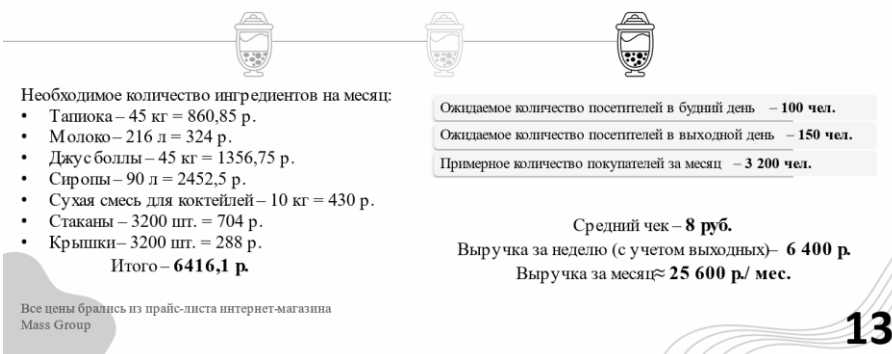 Необходимое количество ингредиентов на месяц:
• Тапиока – 45 кг = 860,85 р.
• Молоко – 216 л = 324 р.
• Джус боллы – 45 кг = 1356,75 р.
• Сиропы – 90 л = 2452,5 р.
• Сухая смесь для коктейлей – 10 кг = 430 р.
• Стаканы – 3200 шт. = 704 р.
• Крышки – 3200 шт. = 288 р.
Итого – 6416,1 р.
Все цены брались из прайс-листа интернет-магазина
Mass Group
Ожидаемое количество посетителей в будний день – 100 чел.
Ожидаемое количество посетителей в выходной день – 150 чел.
Примерное количество покупателей за месяц – 3 200 чел.
Средний чек – 8 руб.
Выручка за неделю (с учетом выходных)– 6 400 р.
Выручка за месяц≈ 25 600 р./ мес.
13